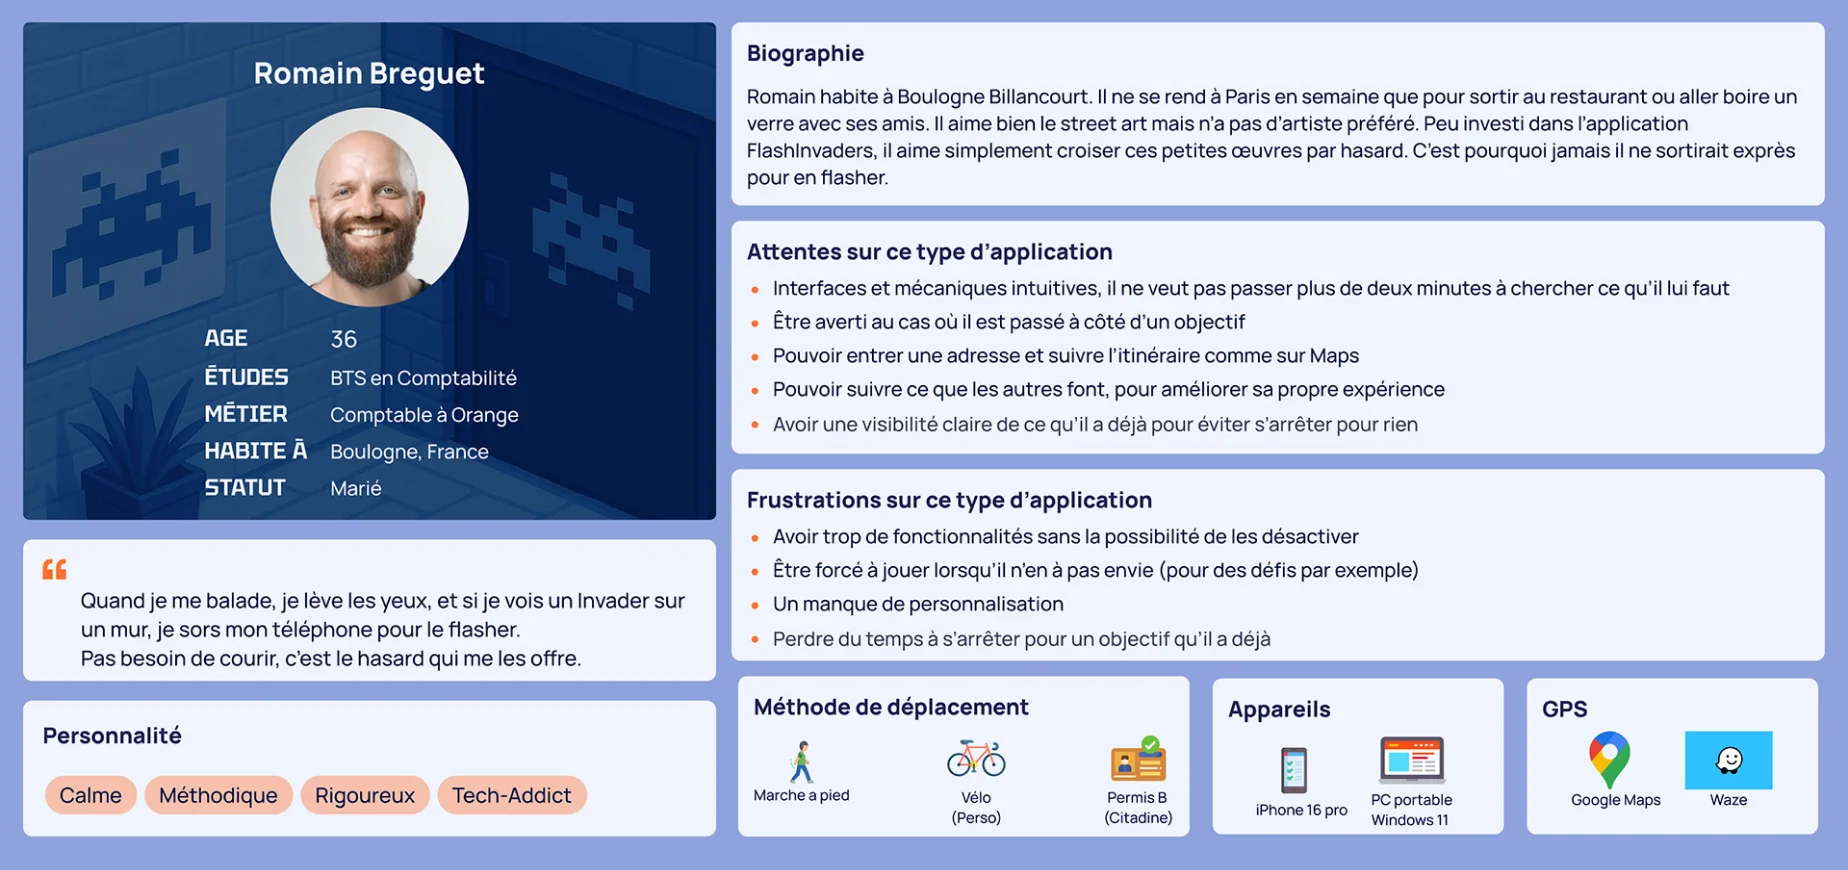 Romain Breguet
AGE 36
ÉTUDES BTS en Comptabilité
MÉTIER Comptable à Orange
HABITE À Boulogne, France
STATUT Marié
“
Quand je me balade, je lève les yeux, et si je vois un Invader sur
un mur, je sors mon téléphone pour le flasher.
Pas besoin de courir, c’est le hasard qui me les offre.
Personnalité
Calme Méthodique Rigoureux Tech-Addict
Biographie
Romain habite à Boulogne Billancourt. Il ne se rend à Paris en semaine que pour sortir au restaurant ou aller boire un
verre avec ses amis. Il aime bien le street art mais n’a pas d’artiste préféré. Peu investi dans l’application
FlashInvaders, il aime simplement croiser ces petites œuvres par hasard. C’est pourquoi jamais il ne sortirait exprès
pour en flasher.
Attentes sur ce type d’application
• Interfaces et mécaniques intuitives, il ne veut pas passer plus de deux minutes à chercher ce qu’il lui faut
• Être averti au cas où il est passé à côté d’un objectif
• Pouvoir entrer une adresse et suivre l’itinéraire comme sur Maps
• Pouvoir suivre ce que les autres font, pour améliorer sa propre expérience
• Avoir une visibilité claire de ce qu’il a déjà pour éviter s’arrêter pour rien
Frustrations sur ce type d’application
• Avoir trop de fonctionnalités sans la possibilité de les désactiver
• Être forcé à jouer lorsqu’il n’en à pas envie (pour des défis par exemple)
• Un manque de personnalisation
• Perdre du temps à s’arrêter pour un objectif qu’il a déjà
Méthode de déplacement
Marche a pied
Vélo
(Perso)
Permis B
(Citadine)
Appareils
iPhone 16 pro
PC portable
Windows 11
GPS
Google Maps
Waze